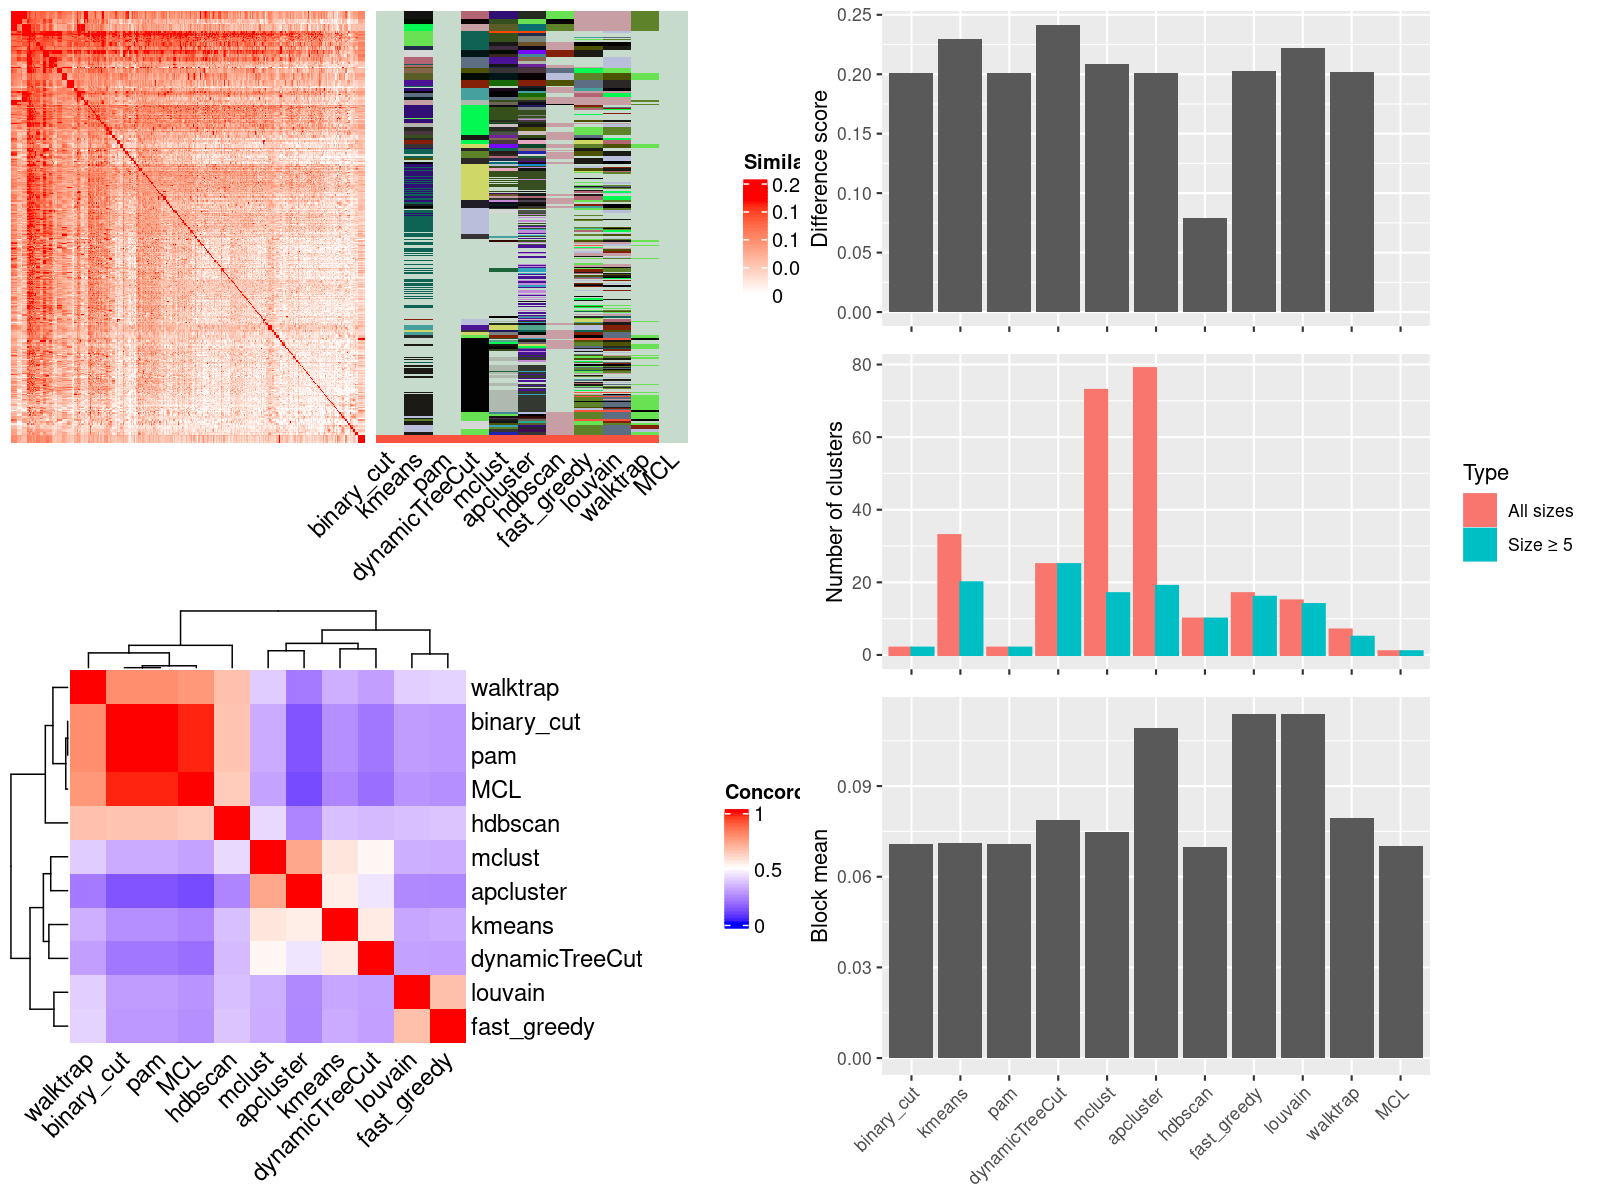 Simila
0.2
0.1
0.1
0.0
0
binary_cut
kmeans
pam
dynamicTreeCut
mclust
apcluster
hdbscan
fast_greedy
louvain
walktrap
MCL
walktrap
binary_cut
pam
MCL
hdbscan
mclust
apcluster
kmeans
dynamicTreeCut
louvain
fast_greedy
walktrap
binary_cut
pam
MCL
hdbscan
mclust
apcluster
kmeans
dynamicTreeCut
louvain
fast_greedy
Concord
1
0.5
0
Difference score
0.25
0.20
0.15
0.10
0.05
0.00
Number of clusters
80
60
40
20
0
Type
All sizes
Size ≥ 5
Block mean
0.09
0.06
0.03
0.00
binary_cut
kmeans
pam
dynamicTreeCut
mclust
apcluster
hdbscan
fast_greedy
louvain
walktrap
MCL